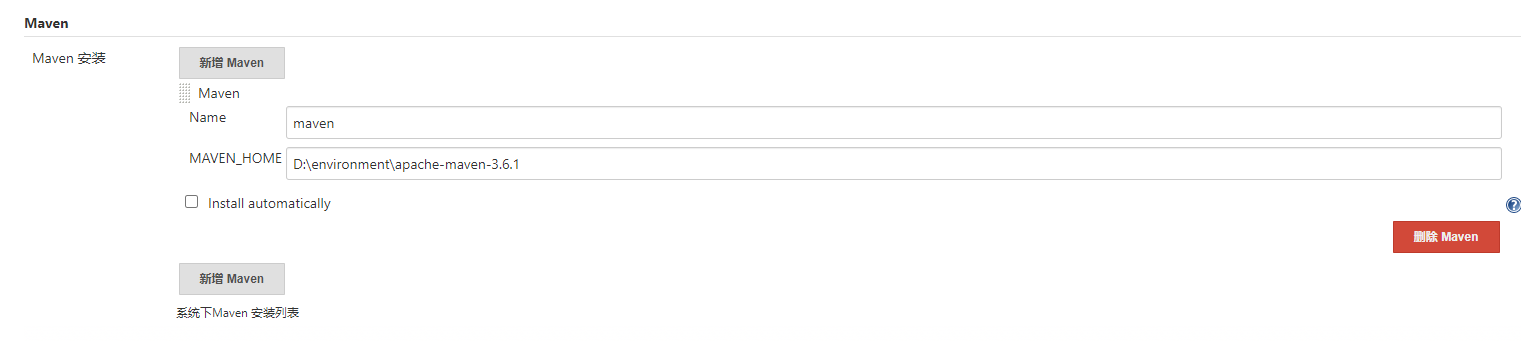 Maven
Maven 安装
新增 Maven
Maven
Name
maven
MAVEN_HOME
D:\environment\apache-maven-3.6.1
Install automatically
?
删除 Maven
新增 Maven
系统下Maven 安装列表